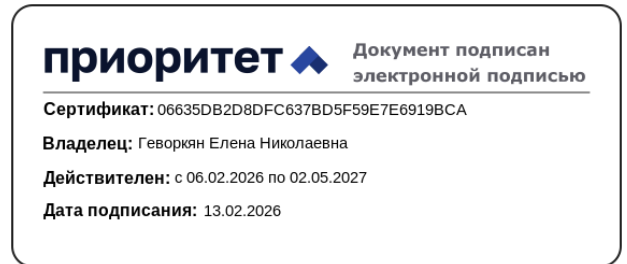 приоритет
Документ подписан
электронной подписью
Сертификат: 06635DB2D8DFC637BD5F59E7E6919BCA
Владелец: Геворкян Елена Николаевна
Действителен: с 06.02.2026 по 02.05.2027
Дата подписания: 13.02.2026